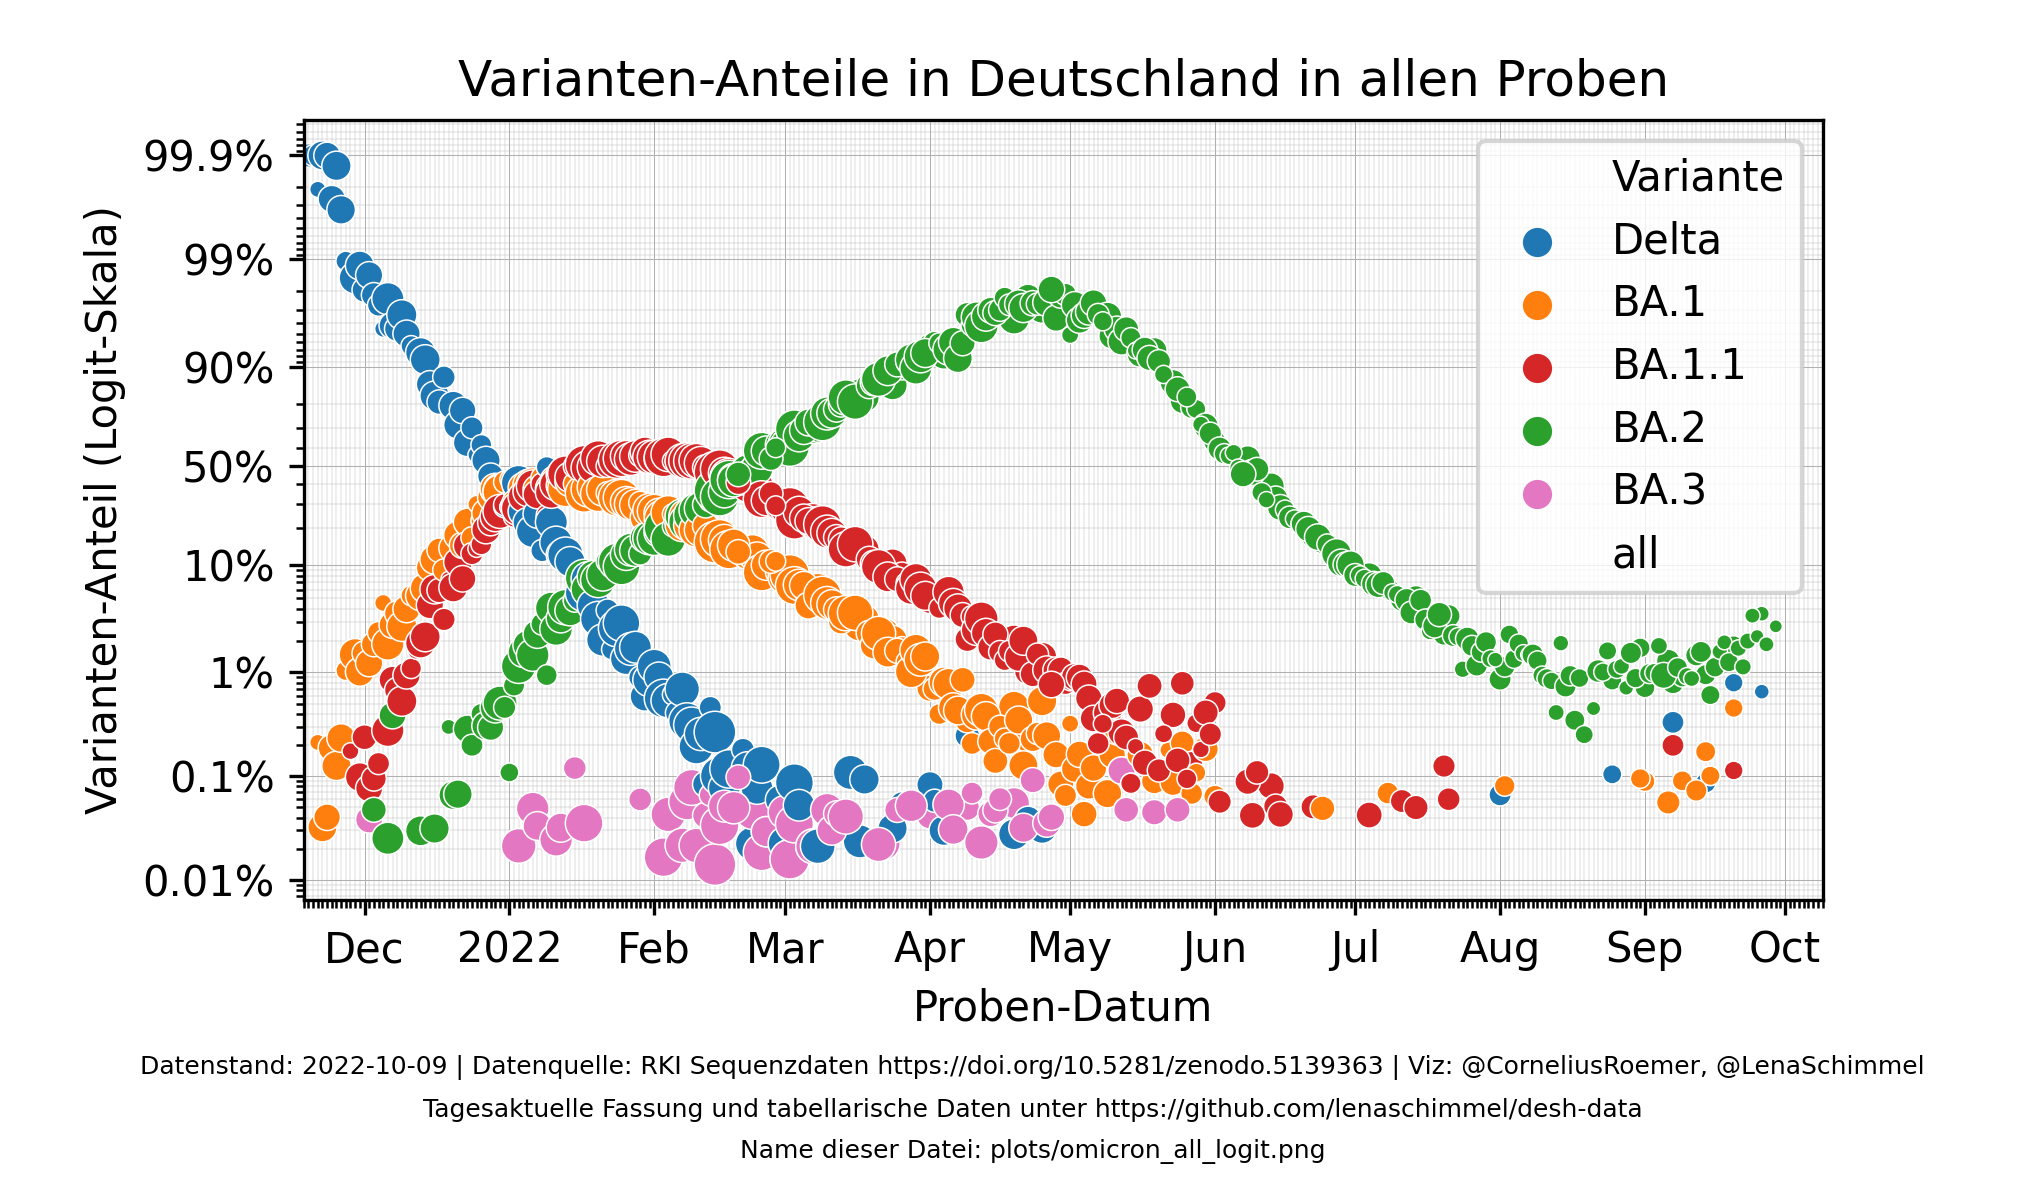 Varianten-Anteile in Deutschland in allen Proben
Varianten-Anteil (Logit-Skala)
99.9%
99%
90%
50%
10%
1%
0.1%
0.01%
Variante
Delta
BA.1
BA.1.1
BA.2
BA.3
all
Dec 2022 Feb Mar Apr May Jun Jul Aug Sep Oct
Proben-Datum
Datenstand: 2022-10-09 | Datenquelle: RKI Sequenzdaten https://doi.org/10.5281/zenodo.5139363 | Viz: @CorneliusRoemer, @LenaSchimmel
Tagesaktuelle Fassung und tabellarische Daten unter https://github.com/lenaschimmel/desh-data
Name dieser Datei: plots/omicron_all_logit.png